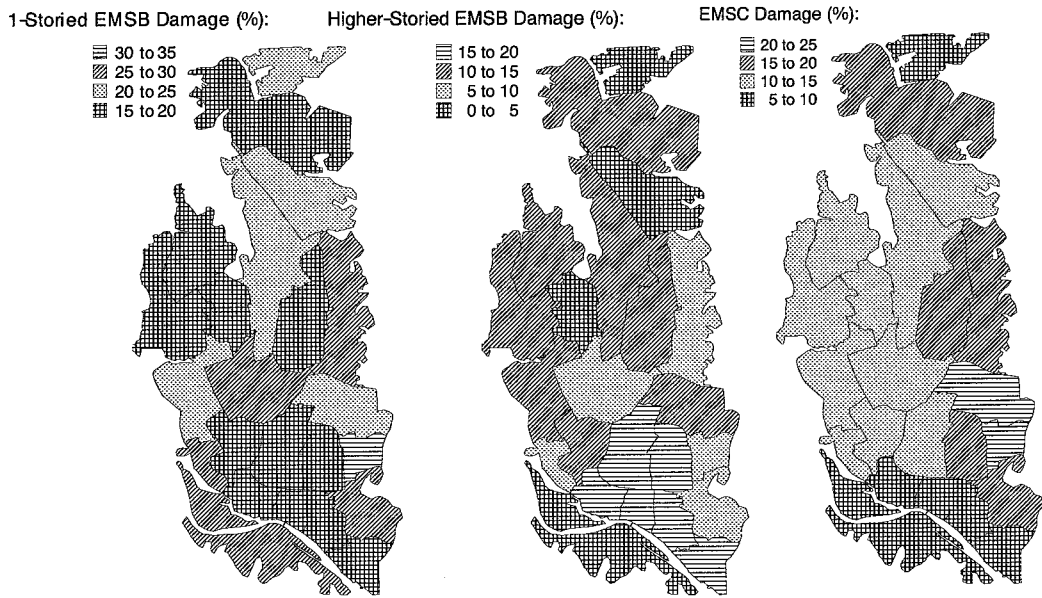 1-Storied EMSB Damage (%):
30 to 35
25 to 30
20 to 25
15 to 20
Higher-Storied EMSB Damage (%):
15 to 20
10 to 15
5 to 10
0 to 5
EMSC Damage (%):
20 to 25
15 to 20
10 to 15
5 to 10